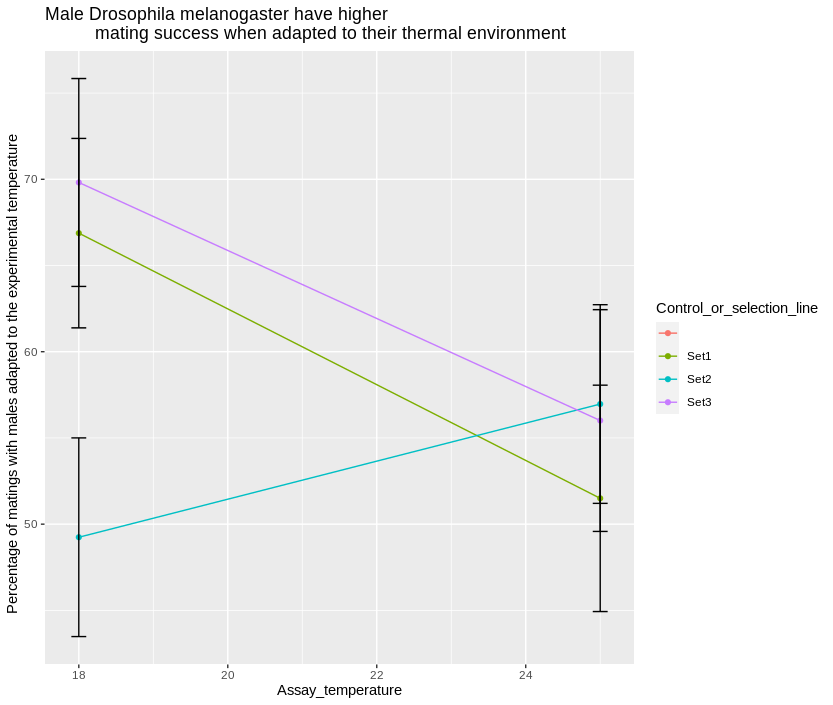 Male Drosophila melanogaster have higher
mating success when adapted to their thermal environment
Percentage of matings with males adapted to the experimental temperature
70
60
50
18
20
22
24
Assay_temperature
Control_or_selection_line
Set1
Set2
Set3